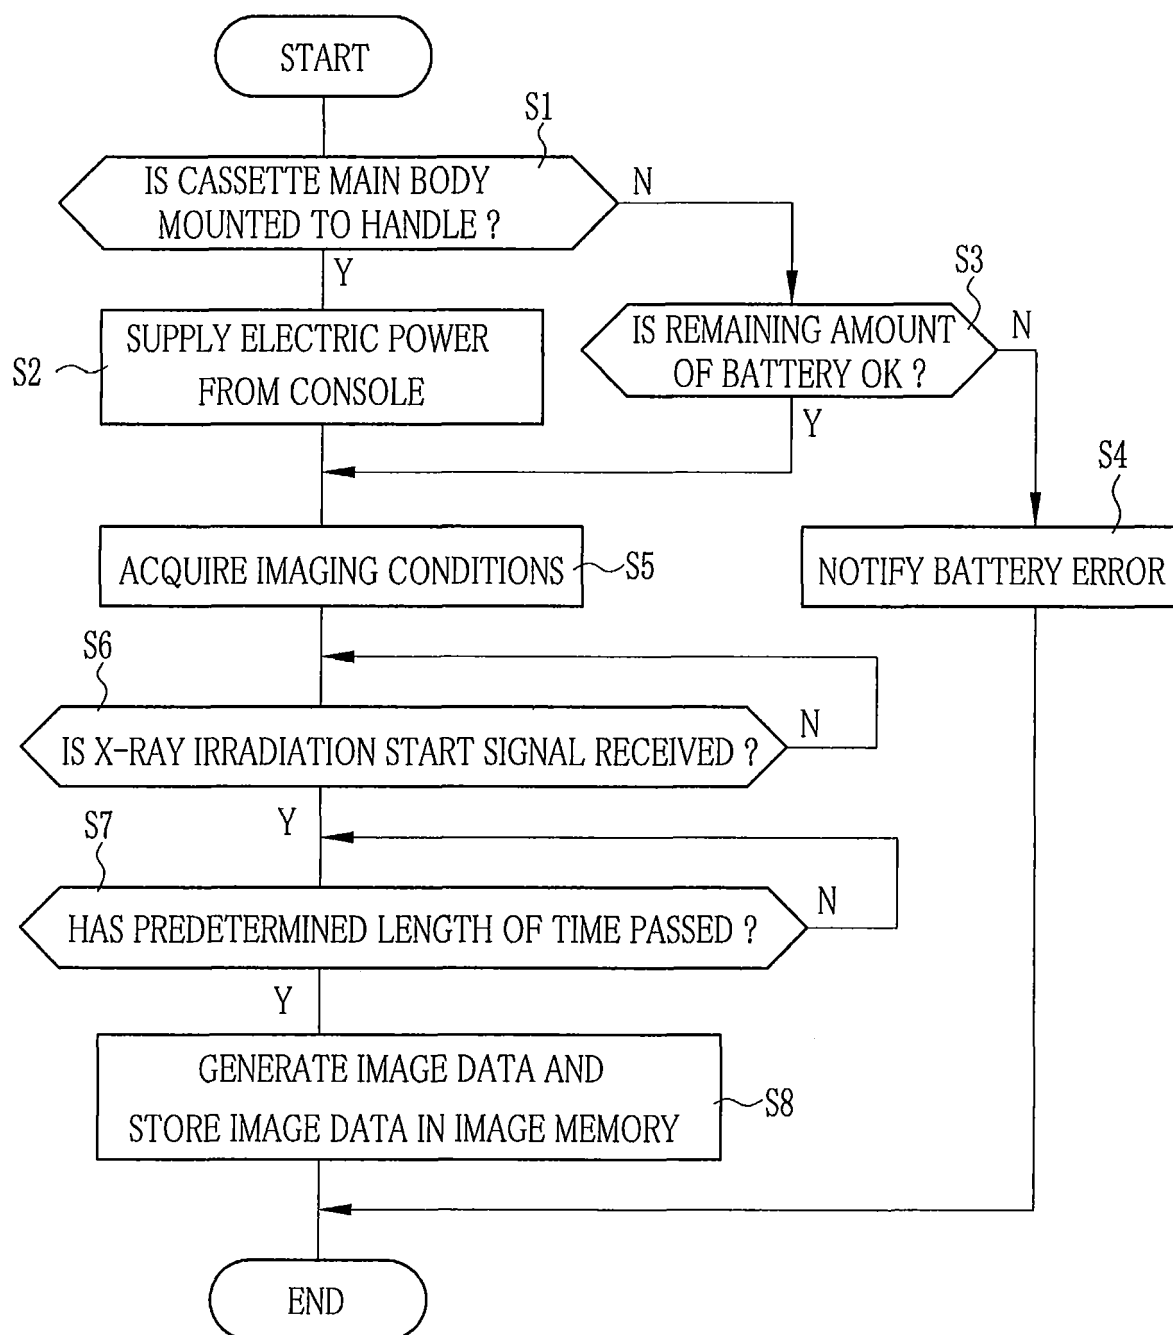 START
S1
IS CASSETTE MAIN BODY
MOUNTED TO HANDLE ?
N
Y
S3
IS REMAINING AMOUNT
OF BATTERY OK ?
N
Y
S2
SUPPLY ELECTRIC POWER
FROM CONSOLE
S4
NOTIFY BATTERY ERROR
ACQUIRE IMAGING CONDITIONS
S5
S6
IS X-RAY IRRADIATION START SIGNAL RECEIVED ?
N
Y
S7
HAS PREDETERMINED LENGTH OF TIME PASSED ?
N
Y
GENERATE IMAGE DATA AND
STORE IMAGE DATA IN IMAGE MEMORY
S8
END